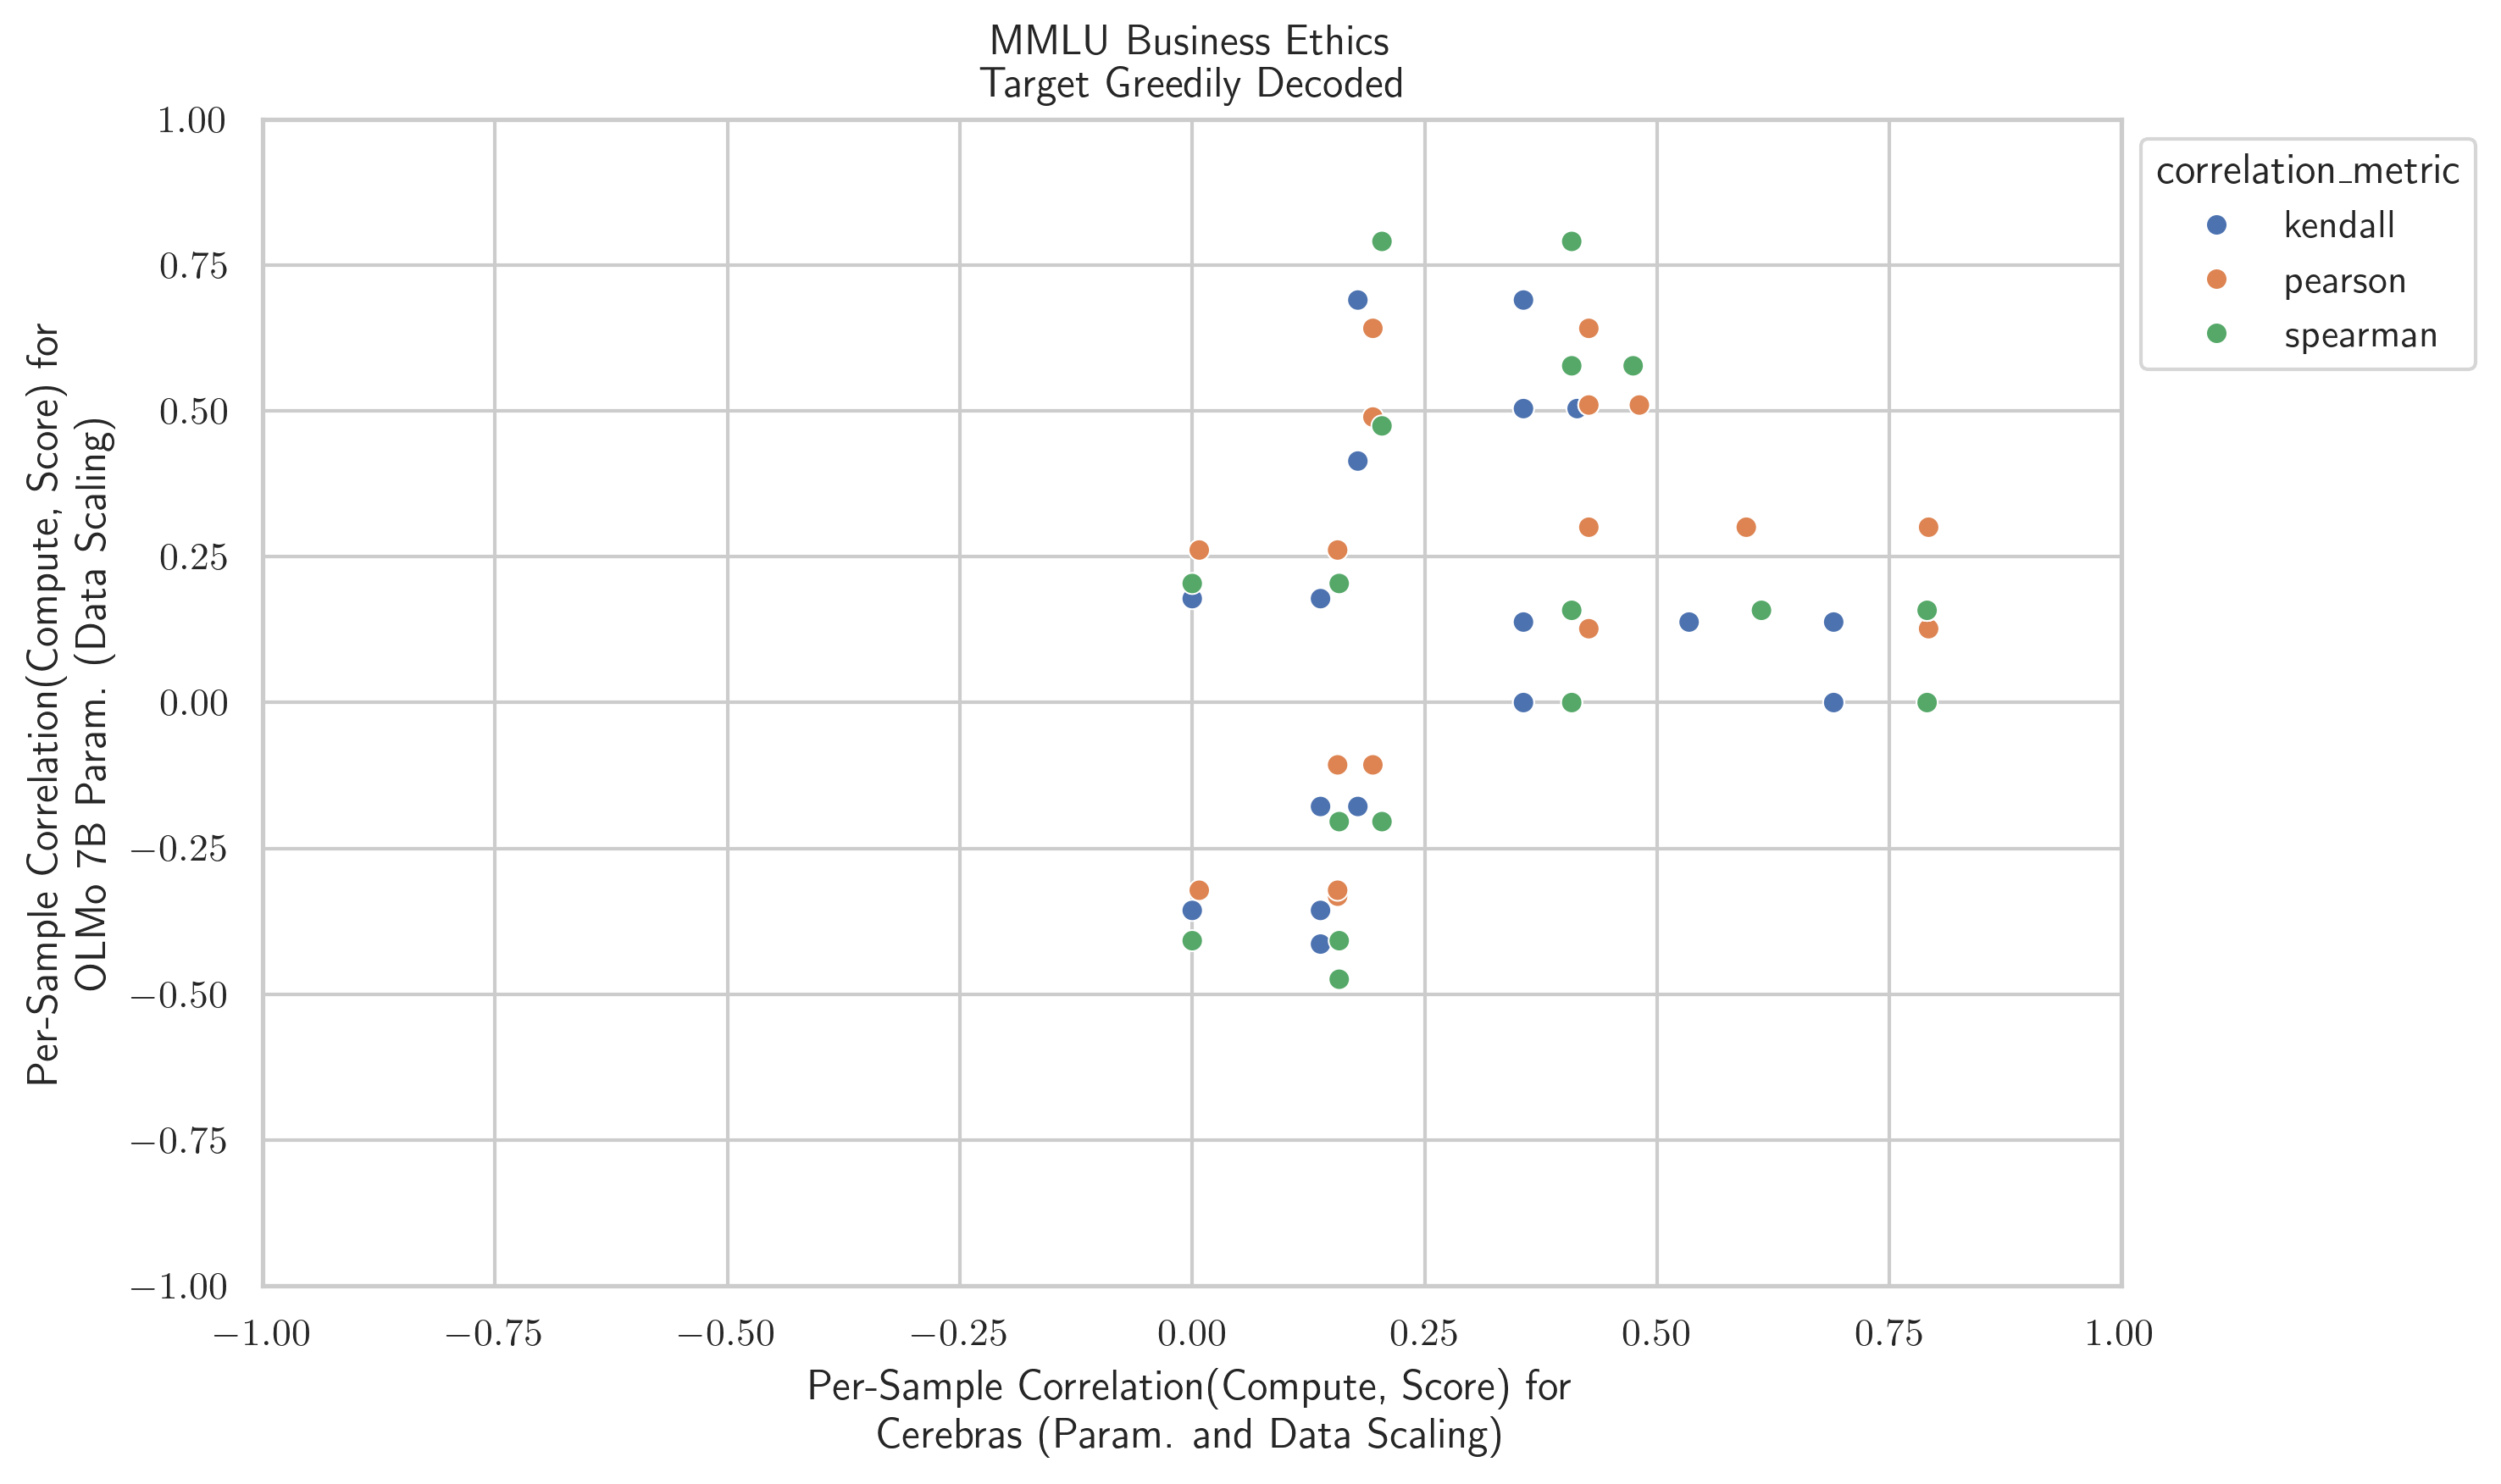 MMLU Business Ethics
Target Greedily Decoded
1.00
0.75
0.50
0.25
0.00
−0.25
−0.50
−0.75
−1.00
Per-Sample Correlation(Compute, Score) for
OLMo 7B Param. (Data Scaling)
correlation_metric
kendall
pearson
spearman
−1.00 −0.75 −0.50 −0.25 0.00 0.25 0.50 0.75 1.00
Per-Sample Correlation(Compute, Score) for
Cerebras (Param. and Data Scaling)